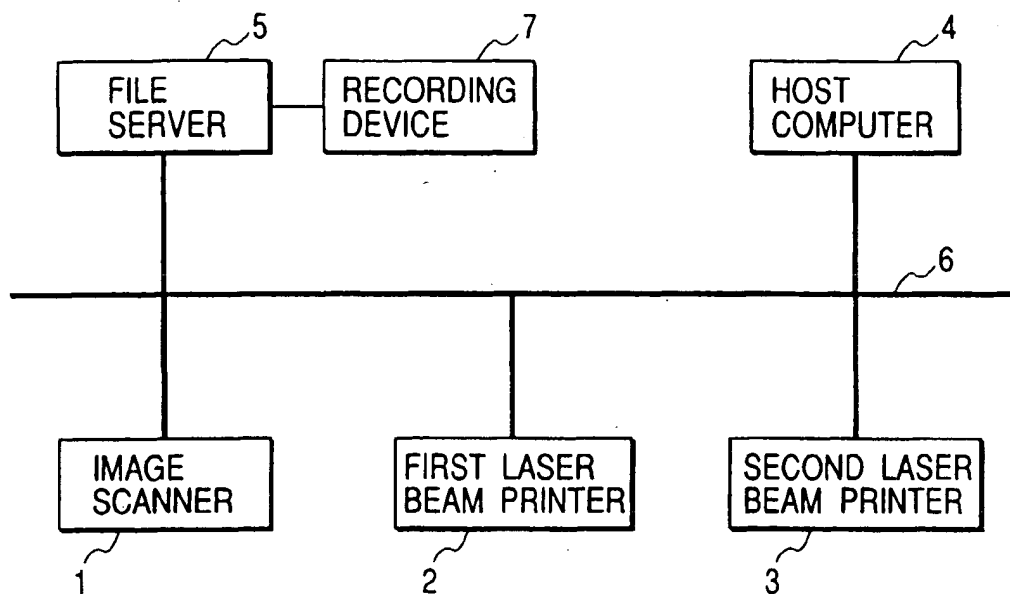 5
7
4
FILE
SERVER
RECORDING
DEVICE
HOST
COMPUTER
6
IMAGE
SCANNER
FIRST LASER
BEAM PRINTER
SECOND LASER
BEAM PRINTER
1
2
3